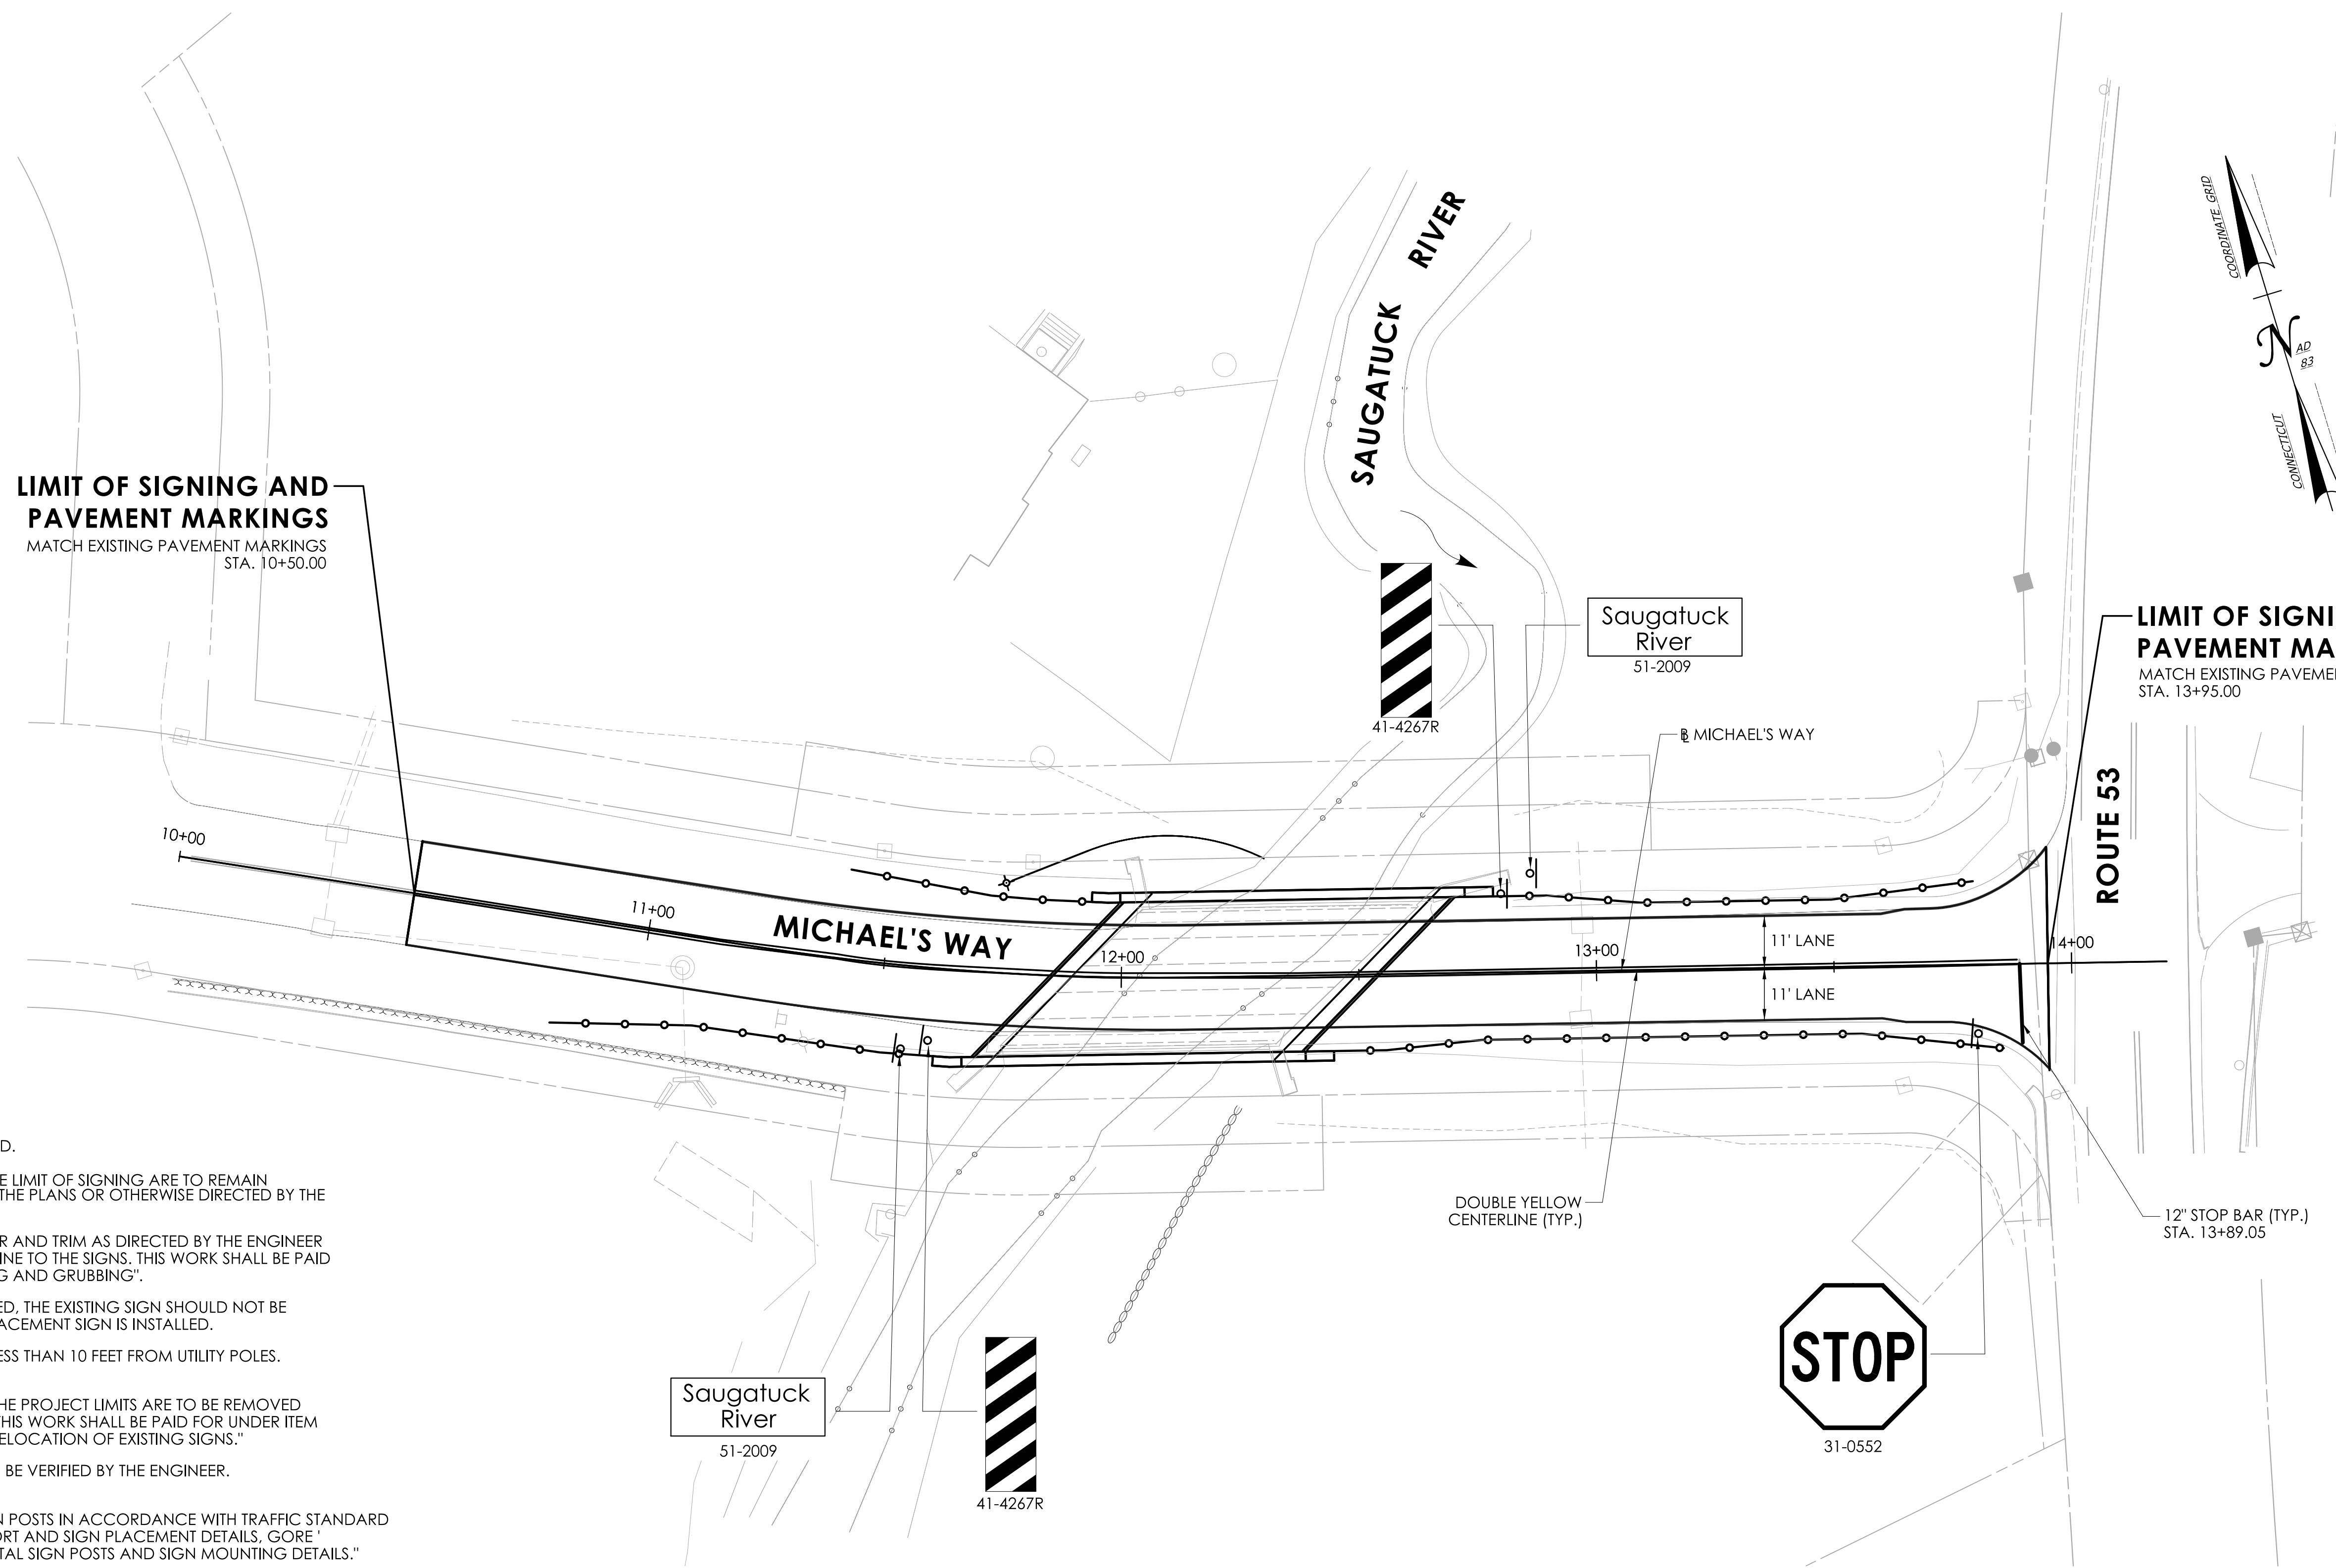 SAUGATUCK RIVER
COORDINATE GRID
N
AD
83
CONNECTICUT
LIMIT OF SIGNING AND
PAVEMENT MARKINGS
MATCH EXISTING PAVEMENT MARKINGS
STA. 10+50.00
41-4267R
Saugatuck
River
51-2009
LIMIT OF SIGNI
PAVEMENT MA
MATCH EXISTING PAVEME
STA. 13+95.00
BL MICHAEL'S WAY
ROUTE 53
10+00
11+00
MICHAEL'S WAY
12+00
13+00
14+00
11' LANE
11' LANE
DOUBLE YELLOW
CENTERLINE (TYP.)
12" STOP BAR (TYP.)
STA. 13+89.05
STOP
31-0552
Saugatuck
River
51-2009
41-4267R
D.
E LIMIT OF SIGNING ARE TO REMAIN
THE PLANS OR OTHERWISE DIRECTED BY THE
R AND TRIM AS DIRECTED BY THE ENGINEER
INE TO THE SIGNS. THIS WORK SHALL BE PAID
G AND GRUBBING".
ED, THE EXISTING SIGN SHOULD NOT BE
ACEMENT SIGN IS INSTALLED.
ESS THAN 10 FEET FROM UTILITY POLES.
HE PROJECT LIMITS ARE TO BE REMOVED
THIS WORK SHALL BE PAID FOR UNDER ITEM
ELOCATION OF EXISTING SIGNS."
BE VERIFIED BY THE ENGINEER.
N POSTS IN ACCORDANCE WITH TRAFFIC STANDARD
ORT AND SIGN PLACEMENT DETAILS, GORE '
TAL SIGN POSTS AND SIGN MOUNTING DETAILS."